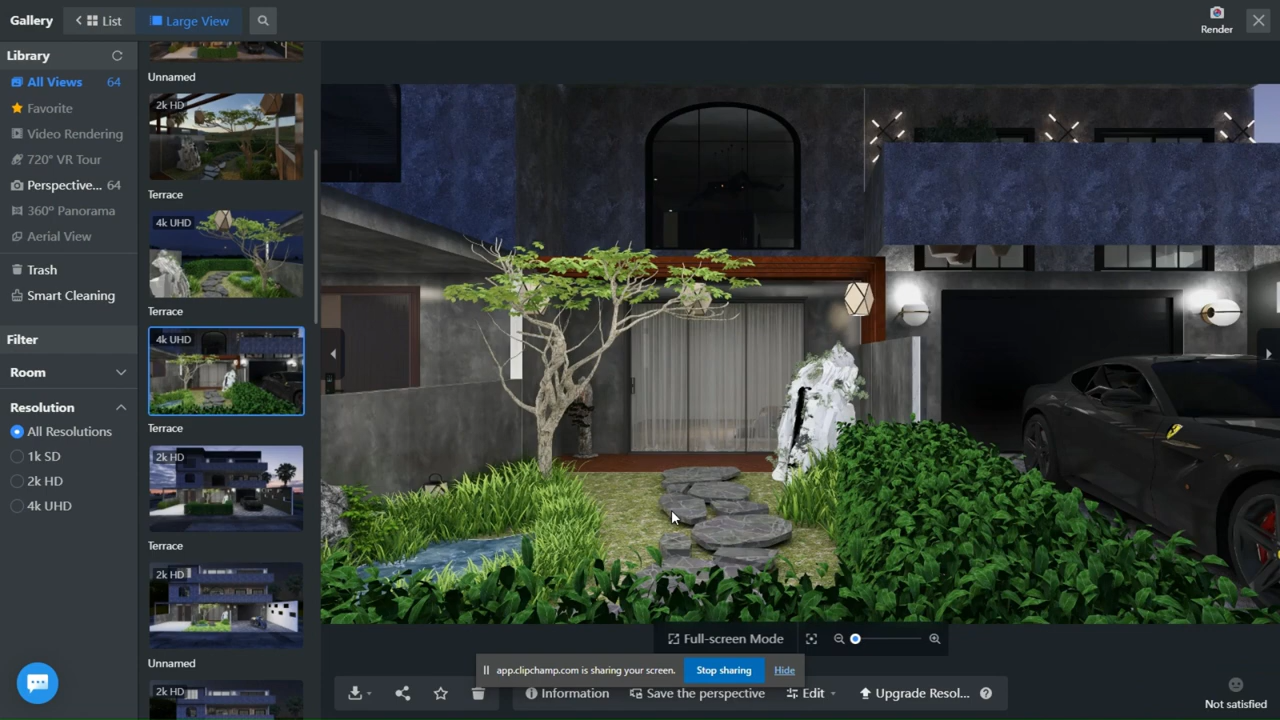 Gallery
List
Large View
Render
Library
All Views 64
Favorite
Video Rendering
720° VR Tour
Perspective... 64
360º Panorama
Aerial View
Trash
Smart Cleaning
Filter
Room
Resolution
All Resolutions
1k SD
2k HD
4k UHD
Unnamed
2k HD
Terrace
4k UHD
Terrace
4k UHD
Terrace
2k HD
Terrace
2k HD
Unnamed
2k HD
Full-screen Mode
app.clipchamp.com is sharing your screen.
Stop sharing
Hide
Information
Save the perspective
Edit
Upgrade Resol...
Not satisfied